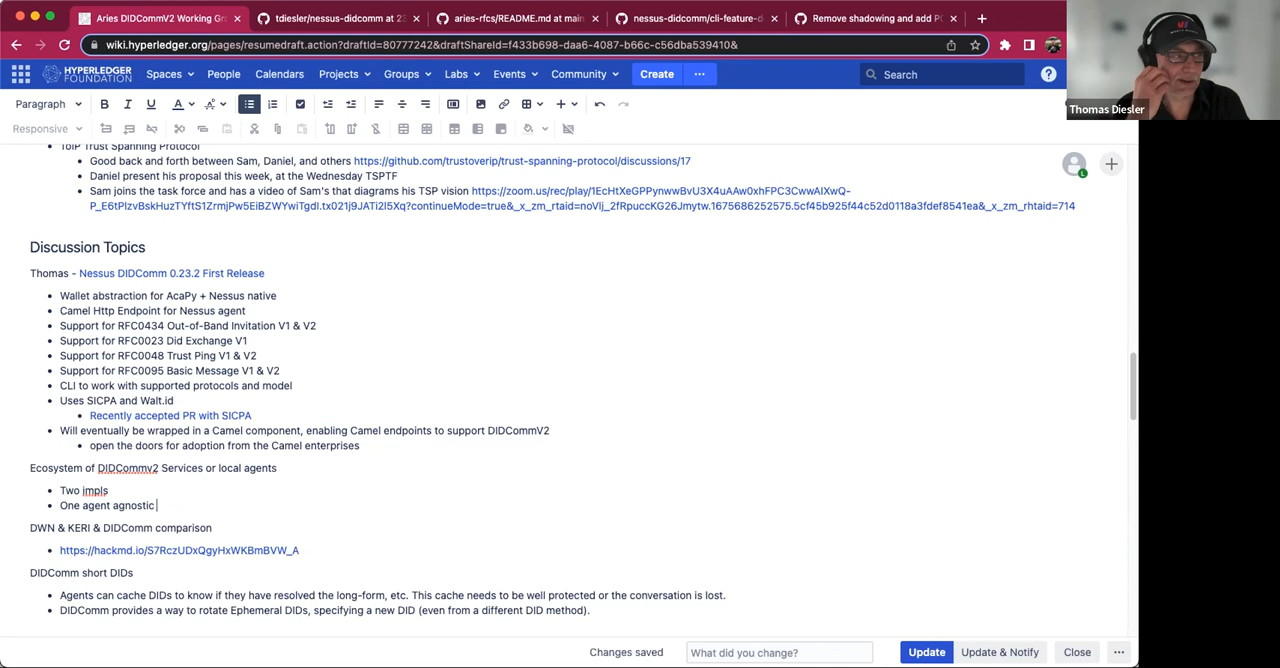 Aries DIDCommV2 Working Gro
tdiesler/nessus-didcomm at 23
aries-rfcs/README.md at main
nessus-didcomm/cli-feature-d
Remove shadowing and add PO
wiki.hyperledger.org/pages/resumedraft.action?draftId=80777242&draftShareId=f433b698-daa6-4087-b66c-c56dba539410&
HYPERLEDGER FOUNDATION
Spaces People Calendars Projects Groups Labs Events Community Create ··· Search
Paragraph B I U A
Responsive
Thomas Diesler
ToIP Trust Spanning Protocol
Good back and forth between Sam, Daniel, and others https://github.com/trustoverip/trust-spanning-protocol/discussions/17
Daniel present his proposal this week, at the Wednesday TSPTF
Sam joins the task force and has a video of Sam's that diagrams his TSP vision https://zoom.us/rec/play/1EcHtXeGPPynwwBvU3X4uAAw0xhFPC3CwwAIXwQ-
P_E6tPlzvBskHuzTYftS1ZrmjPw5EiBZWYwiTgdl.tx021j9JATi2l5Xq?continueMode=true&_x_zm_rtaid=noVlj_2fRpuccKG26Jmytw.1675686252575.5cf45b925f44c52d0118a3fdef8541ea&_x_zm_rhtaid=714
Discussion Topics
Thomas - Nessus DIDComm 0.23.2 First Release
Wallet abstraction for AcaPy + Nessus native
Camel Http Endpoint for Nessus agent
Support for RFC0434 Out-of-Band Invitation V1 & V2
Support for RFC0023 Did Exchange V1
Support for RFC0048 Trust Ping V1 & V2
Support for RFC0095 Basic Message V1 & V2
CLI to work with supported protocols and model
Uses SICPA and Walt.id
Recently accepted PR with SICPA
Will eventually be wrapped in a Camel component, enabling Camel endpoints to support DIDCommV2
open the doors for adoption from the Camel enterprises
Ecosystem of DIDCommv2 Services or local agents
Two impls
One agent agnostic
DWN & KERI & DIDComm comparison
https://hackmd.io/S7RczUDxQgyHxWKBmBVW_A
DIDComm short DIDs
Agents can cache DIDs to know if they have resolved the long-form, etc. This cache needs to be well protected or the conversation is lost.
DIDComm provides a way to rotate Ephemeral DIDs, specifying a new DID (even from a different DID method).
Changes saved What did you change? Update Update & Notify Close ···